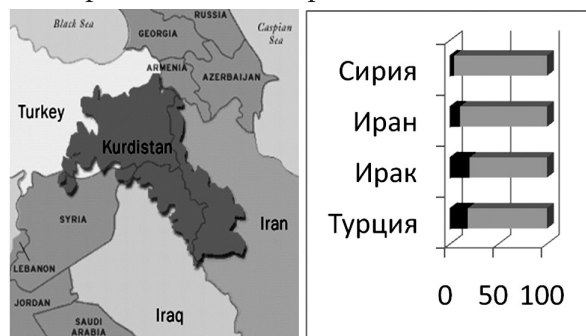 Black Sea
RUSSIA
Caspian
Sea
GEORGIA
ARMENIA
AZERBAIJAN
Turkey
Kurdistan
SYRIA
Iran
LEBANON
JORDAN
Iraq
SAUDI
ARABIA
Сирия
Иран
Ирак
Турция
0 50 100